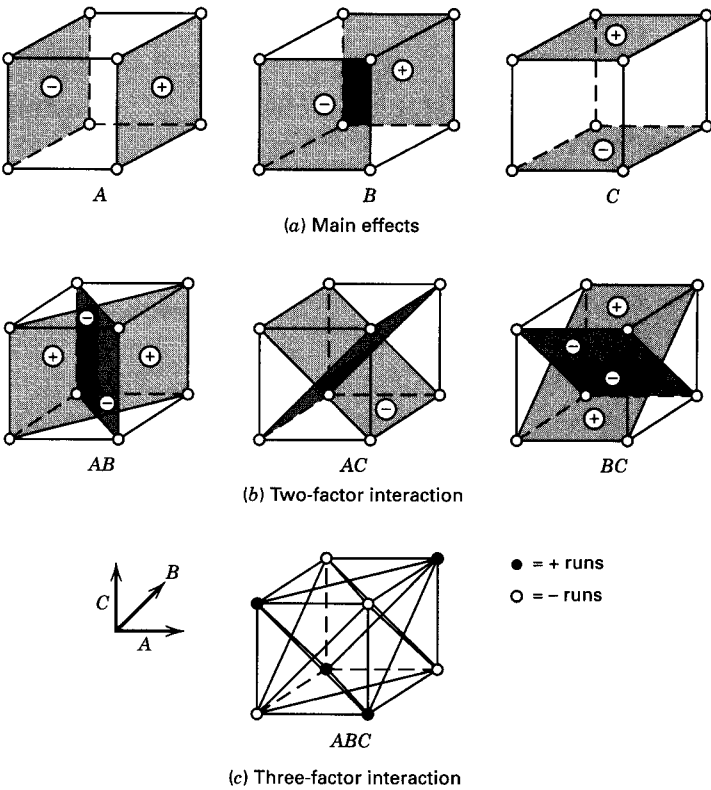 − +
A
− +
B
+
−
C
(a) Main effects
−
+ +
−
AB
−
AC
+
−
−
+
BC
(b) Two-factor interaction
C B
A
● = + runs
○ = − runs
ABC
(c) Three-factor interaction